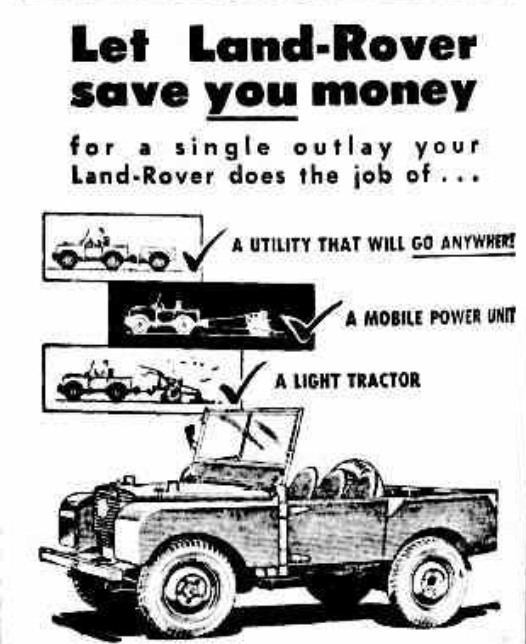 Let Land-Rover
save you money
for a single outlay your
Land-Rover does the job of...
A UTILITY THAT WILL GO ANYWHERE
A MOBILE POWER UNIT
A LIGHT TRACTOR